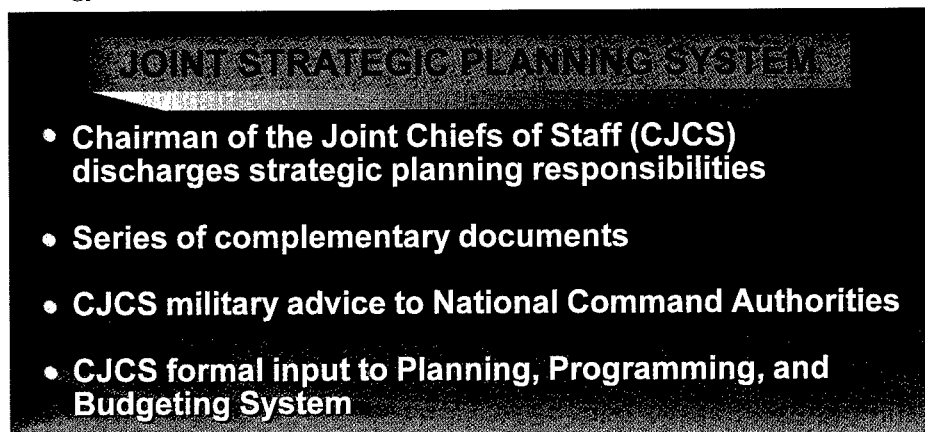 JOINT STRATEGIC PLANNING SYSTEM
• Chairman of the Joint Chiefs of Staff (CJCS)
discharges strategic planning responsibilities
• Series of complementary documents
• CJCS military advice to National Command Authorities
• CJCS formal input to Planning, Programming, and
Budgeting System